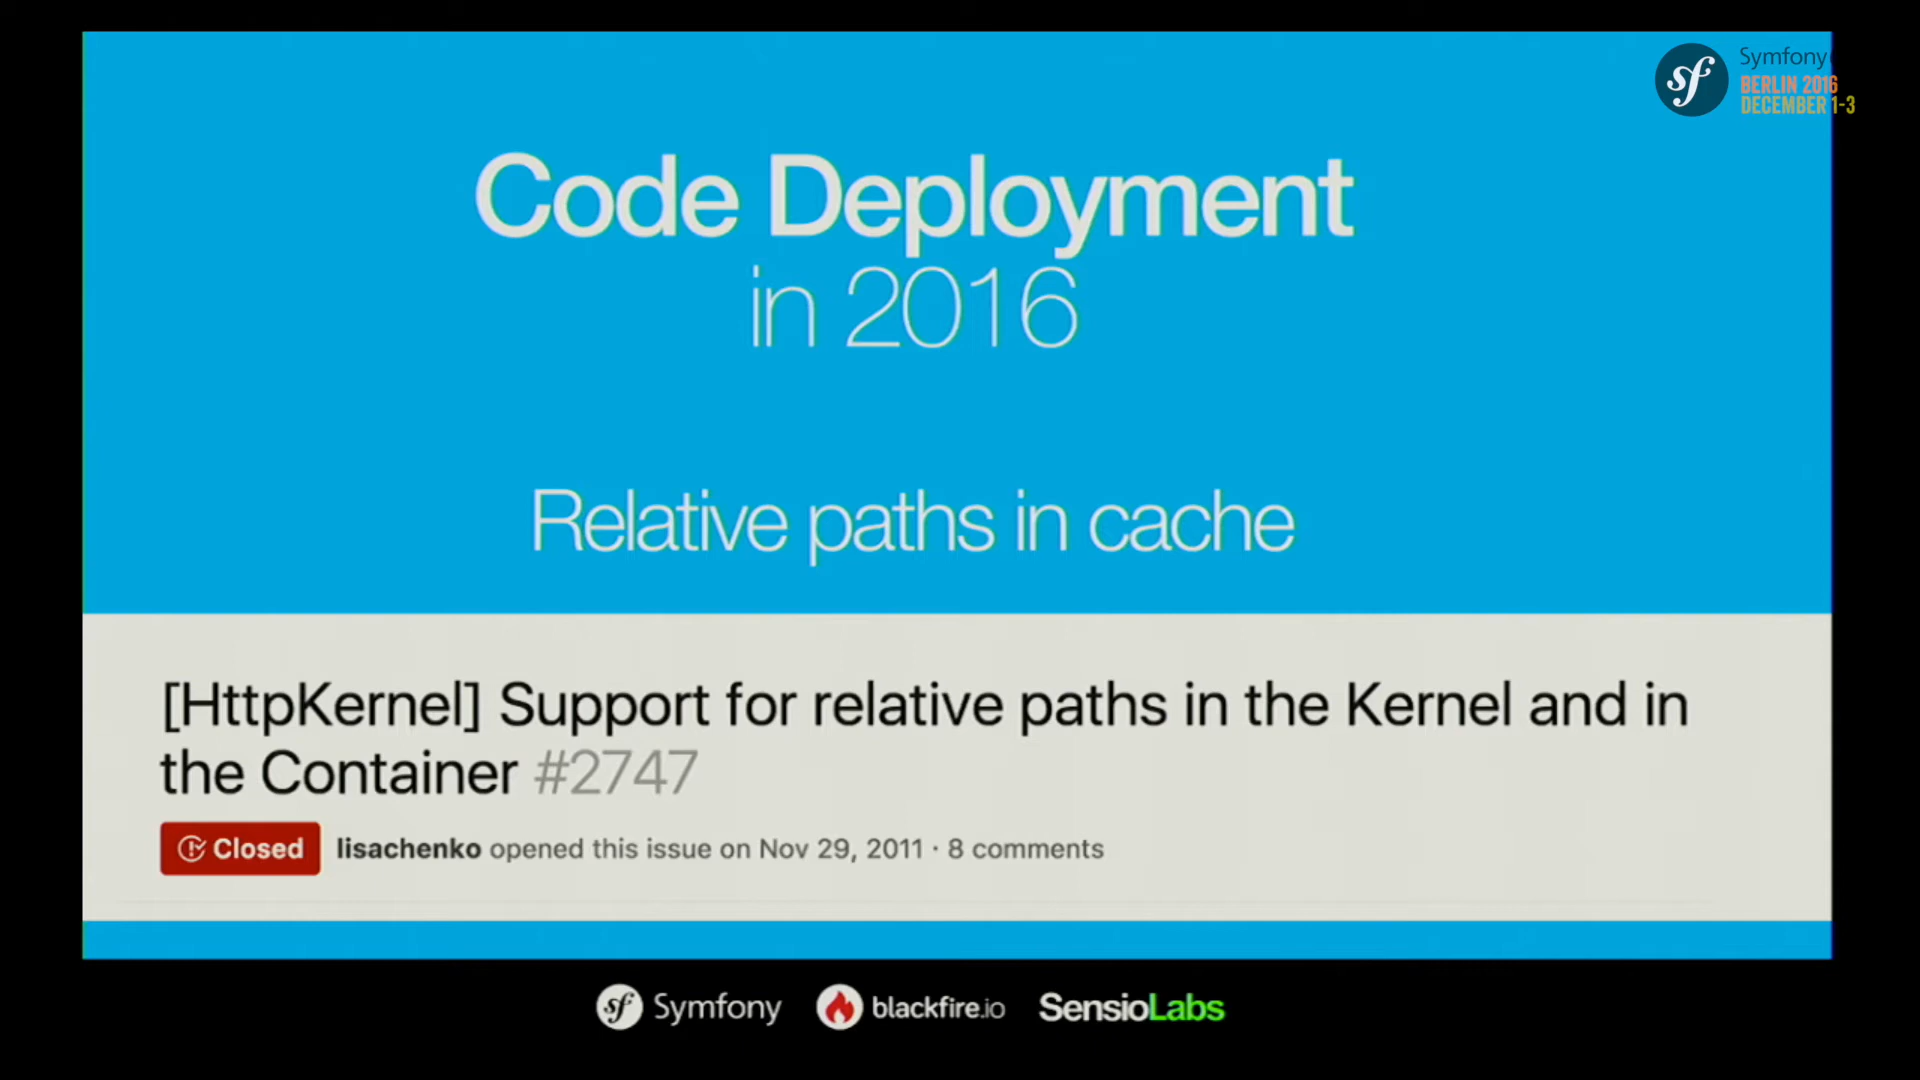 sf Symfony
BERLIN 2016
DECEMBER 1-3
Code Deployment
in 2016
Relative paths in cache
[HttpKernel] Support for relative paths in the Kernel and in
the Container #2747
Closed lisachenko opened this issue on Nov 29, 2011 · 8 comments
sf Symfony blackfire.io SensioLabs